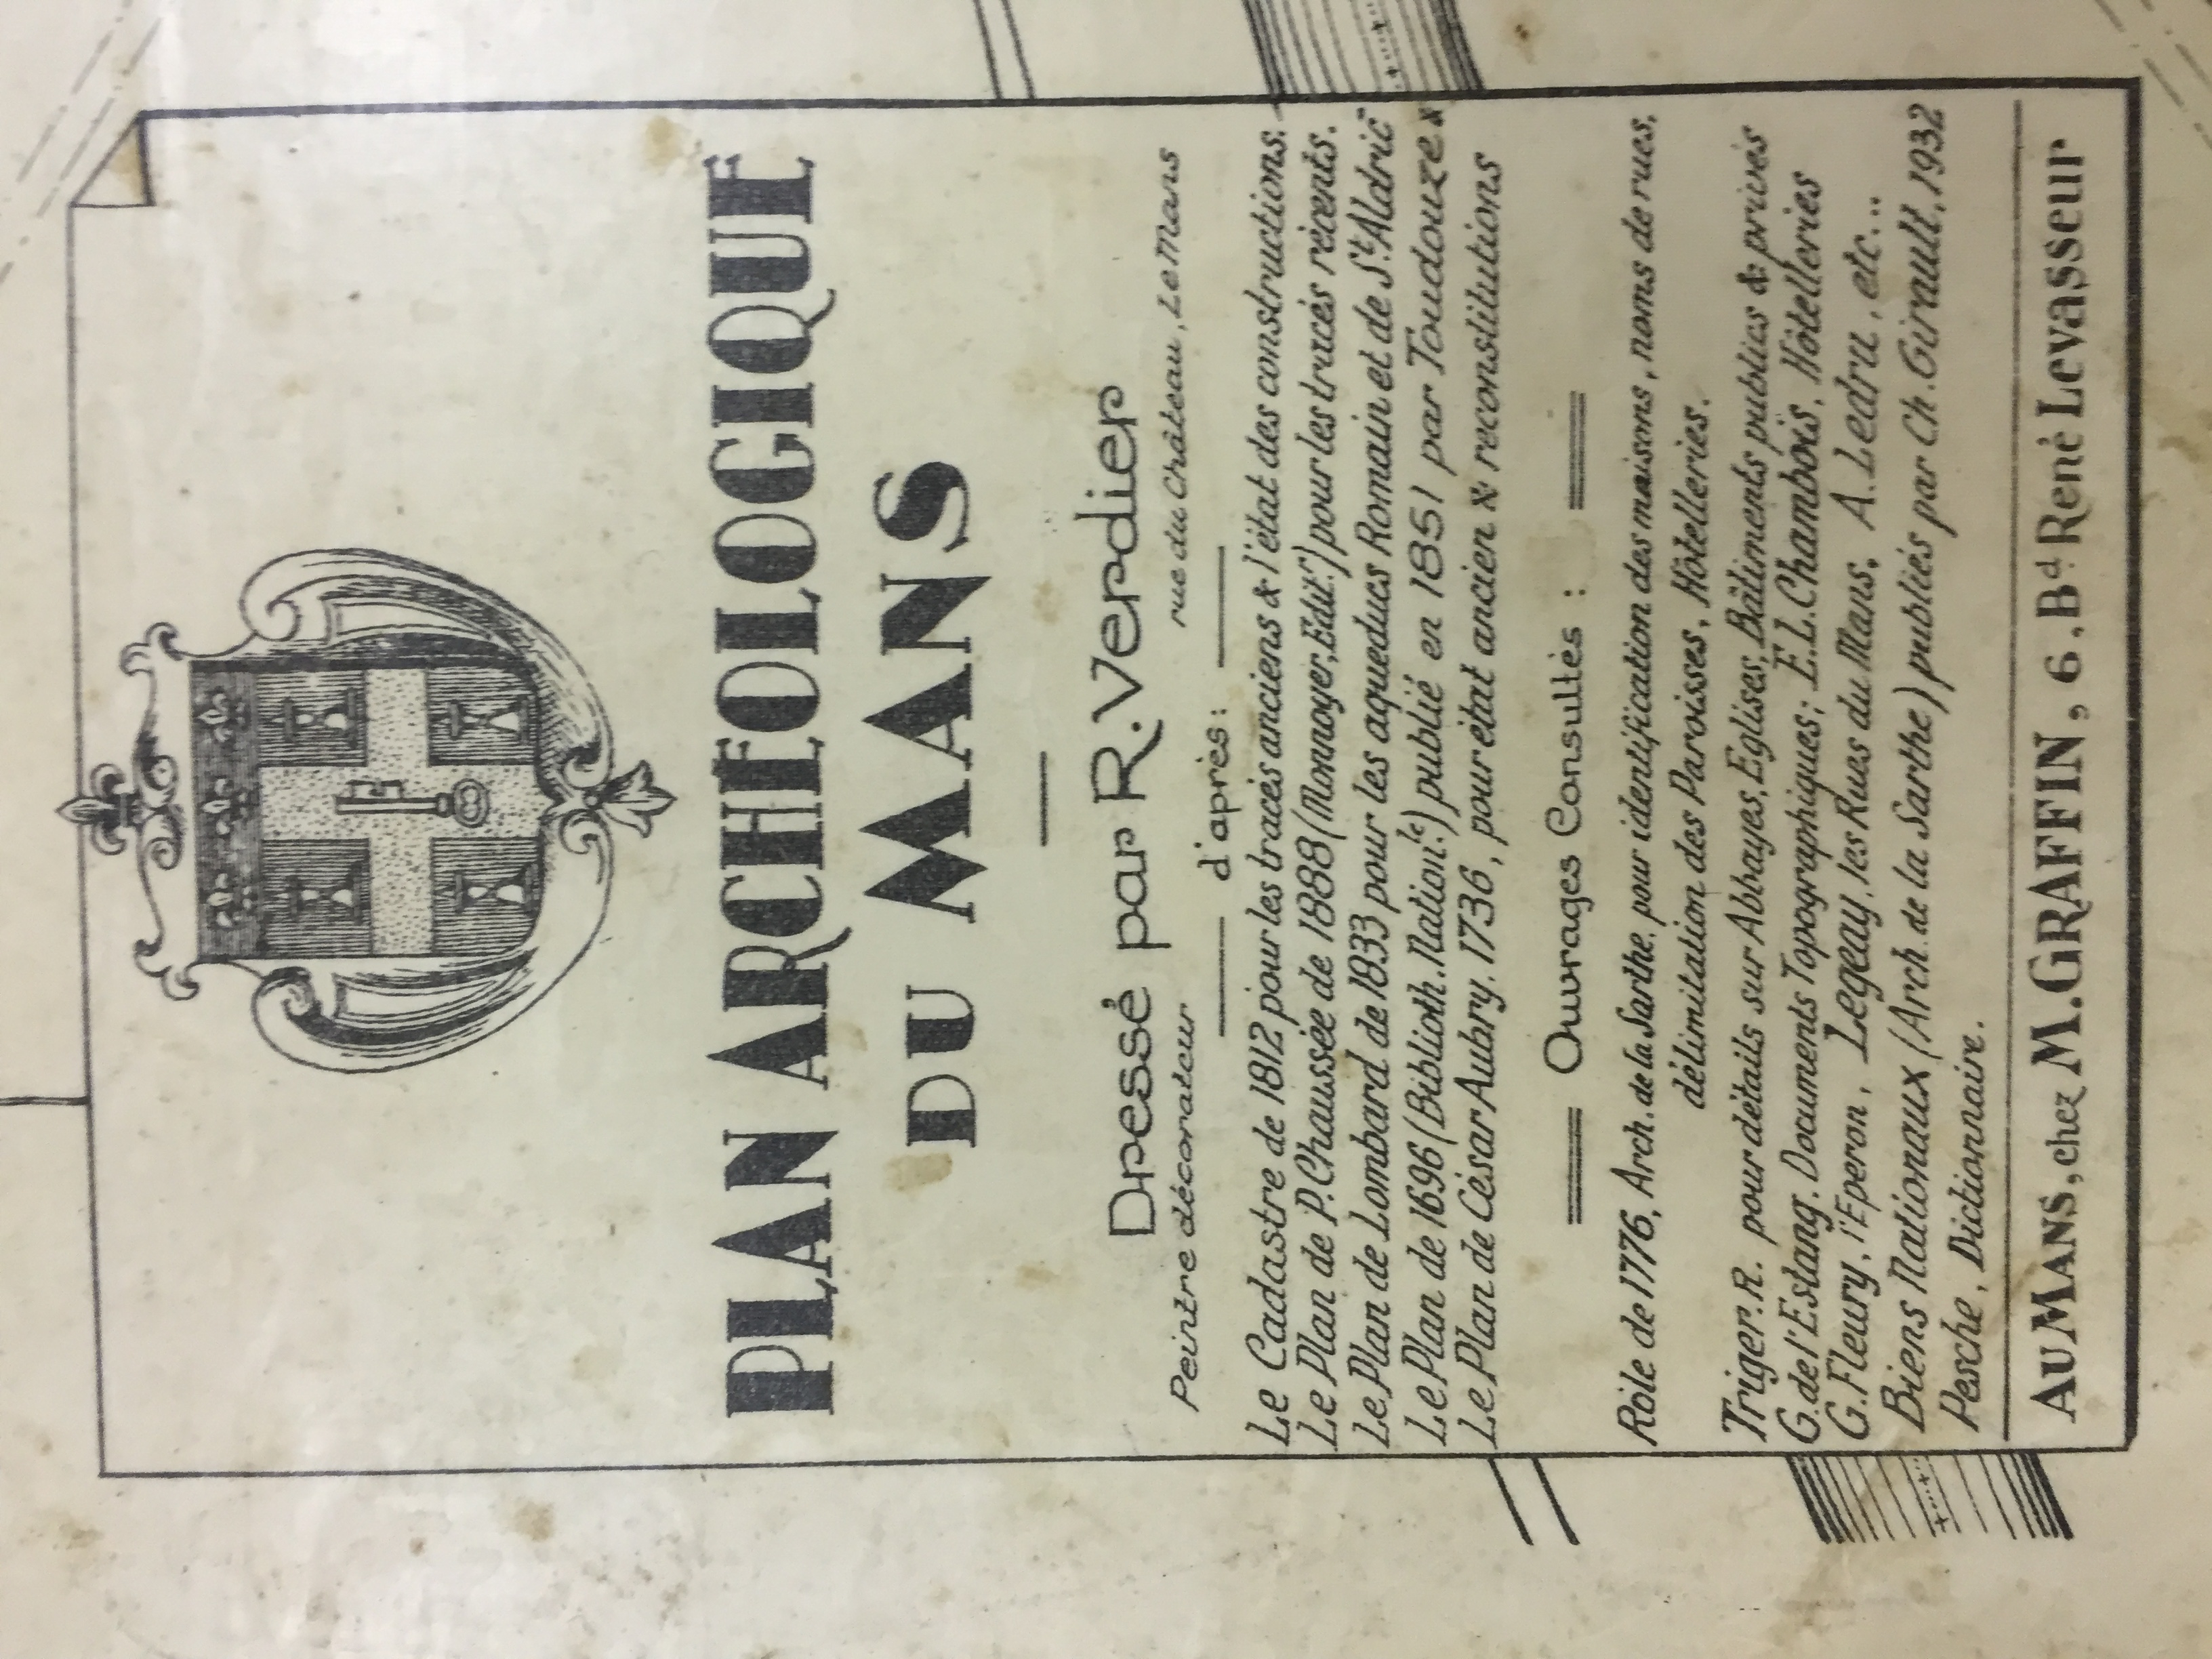 PLAN ARCHEOLOGIQUE
DU MANS
Dressé par R. Verdier
Peintre décorateur rue du Château, Le Mans
d'après:
Le Cadastre de 1812 pour les tracés anciens & l'état des constructions.
Le Plan de P. Chaussée de 1888 (Monnoyer, Edit.r) pour les tracés récents.
Le Plan de Lombard de 1833 pour les aqueducs Romain et de St. Aldric
Le Plan de 1696 (Biblioth. Nation.le) publié en 1851 par Toudouze &
Le Plan de César Aubry. 1736, pour état ancien & reconstitutions
Ouvrages Consultés :
Rôle de 1776, Arch. de la Sarthe. pour identification des maisons, noms de rues,
délimitation des Paroisses, Hôtelleries.
Triger. R. pour détails sur Abbayes, Eglises, Bâtiments publics & privés
G. de l'Estang. Documents Topographiques; E.L. Chambois, Hôtelleries
G. Fleury, l'Eperon, Legeay, les Rues du Mans. A. Ledru, etc...
Biens Nationaux (Arch. de la Sarthe) publiés par Ch. Girault, 1932
Pesche, Dictionnaire.
AU MANS, chez M. GRAFFIN, 6, Bd. René Levasseur